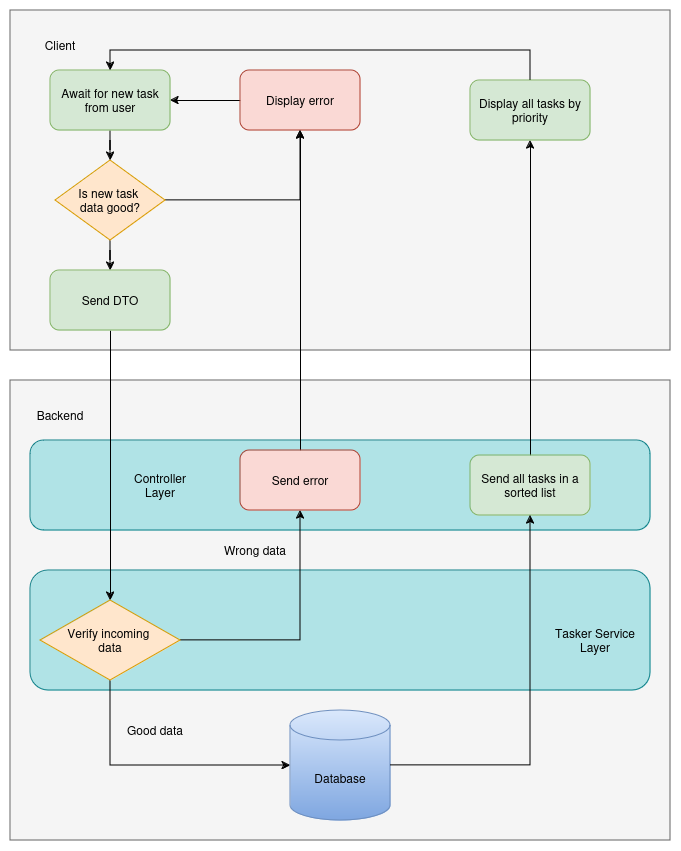 Client
Await for new task
from user
Display error
Display all tasks by
priority
Is new task
data good?
Send DTO
Backend
Controller
Layer
Send error
Send all tasks in a
sorted list
Wrong data
Verify incoming
data
Tasker Service
Layer
Good data
Database